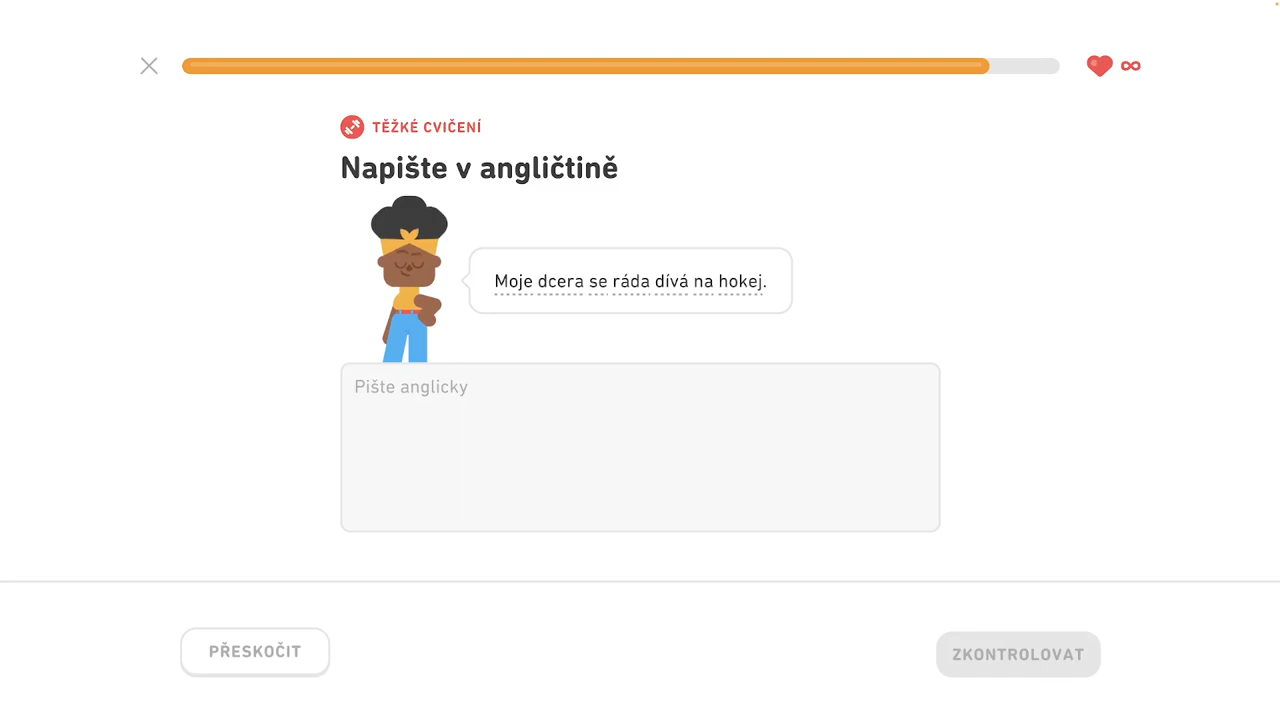 ∞
TĚŽKÉ CVIČENÍ
Napište v angličtině
Moje dcera se ráda dívá na hokej.
Pište anglicky
PŘESKOČIT
ZKONTROLOVAT